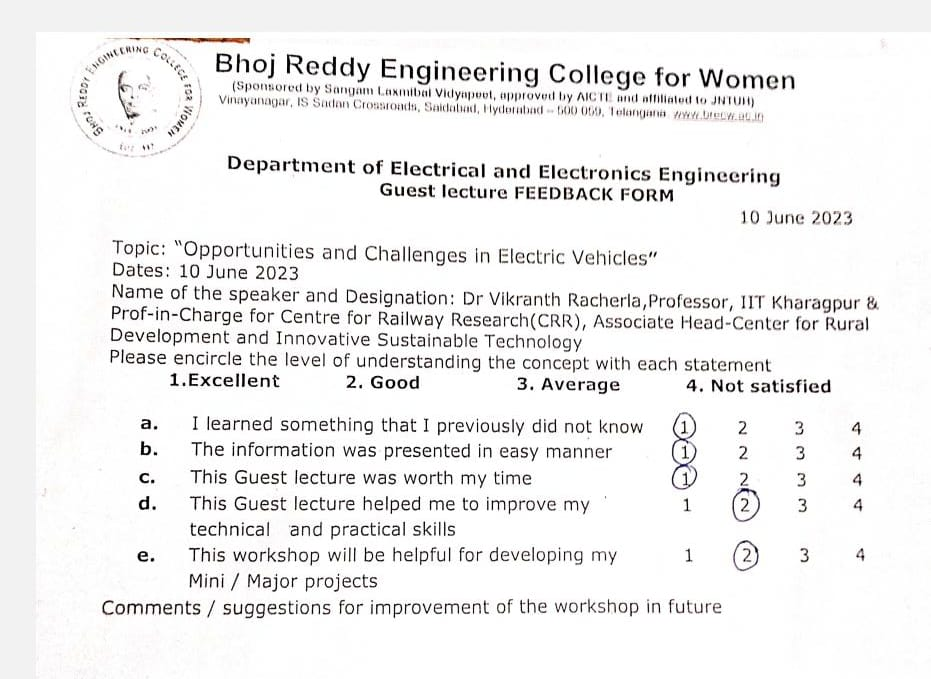 BHOJ REDDY ENGINEERING COLLEGE FOR WOMEN
Bhoj Reddy Engineering College for Women
(Sponsored by Sangam Laxmibai Vidyapeet, approved by AICTE and affiliated to JNTUH)
Vinayanagar, IS Sadan Crossroads, Saidabad, Hyderabad – 500 059, Telangana. www.brecw.ac.in
Department of Electrical and Electronics Engineering
Guest lecture FEEDBACK FORM
10 June 2023
Topic: "Opportunities and Challenges in Electric Vehicles"
Dates: 10 June 2023
Name of the speaker and Designation: Dr Vikranth Racherla,Professor, IIT Kharagpur &
Prof-in-Charge for Centre for Railway Research(CRR), Associate Head-Center for Rural
Development and Innovative Sustainable Technology
Please encircle the level of understanding the concept with each statement
1.Excellent 2. Good 3. Average 4. Not satisfied
a. I learned something that I previously did not know 1 2 3 4
b. The information was presented in easy manner 1 2 3 4
c. This Guest lecture was worth my time 1 2 3 4
d. This Guest lecture helped me to improve my 1 2 3 4
technical and practical skills
e. This workshop will be helpful for developing my 1 2 3 4
Mini / Major projects
Comments / suggestions for improvement of the workshop in future